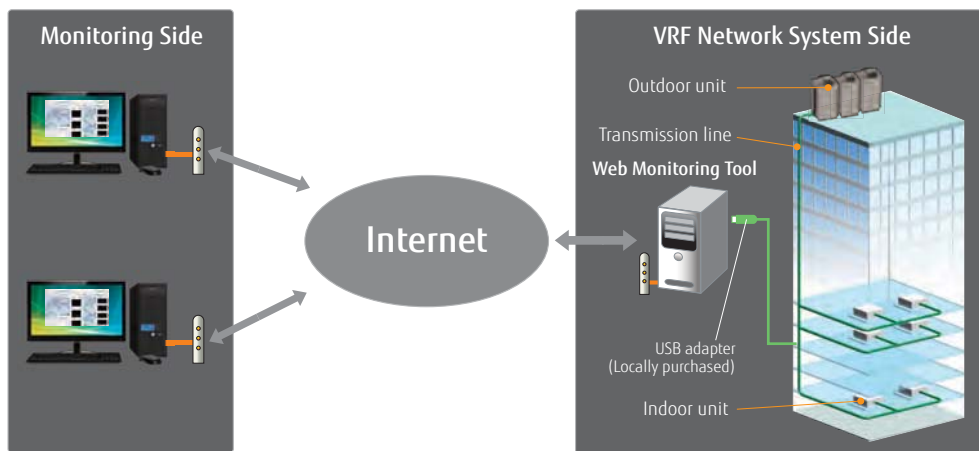 Monitoring Side
Internet
VRF Network System Side
Outdoor unit
Transmission line
Web Monitoring Tool
USB adapter
(Locally purchased)
Indoor unit